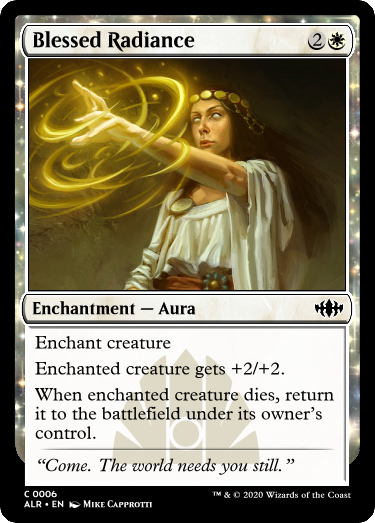 Blessed Radiance 2
Enchantment — Aura
Enchant creature
Enchanted creature gets +2/+2.
When enchanted creature dies, return
it to the battlefield under its owner's
control.
“Come. The world needs you still.”
C 0006
ALR • EN Mike Capprotti
™ & © 2020 Wizards of the Coast